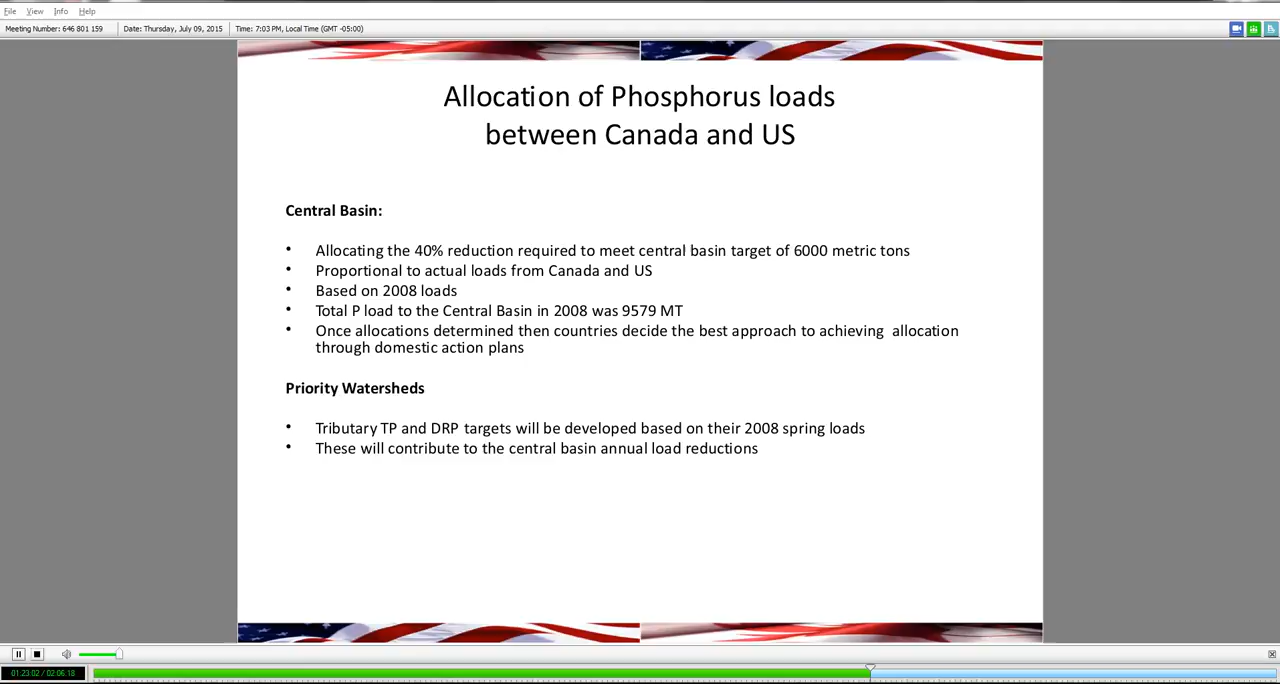 File View Info Help
Meeting Number: 646 801 159 Date: Thursday, July 09, 2015 Time: 7:03 PM, Local Time (GMT -05:00)
Allocation of Phosphorus loads
between Canada and US
Central Basin:
• Allocating the 40% reduction required to meet central basin target of 6000 metric tons
• Proportional to actual loads from Canada and US
• Based on 2008 loads
• Total P load to the Central Basin in 2008 was 9579 MT
• Once allocations determined then countries decide the best approach to achieving allocation
through domestic action plans
Priority Watersheds
• Tributary TP and DRP targets will be developed based on their 2008 spring loads
• These will contribute to the central basin annual load reductions
01:23:02 / 02:06:18